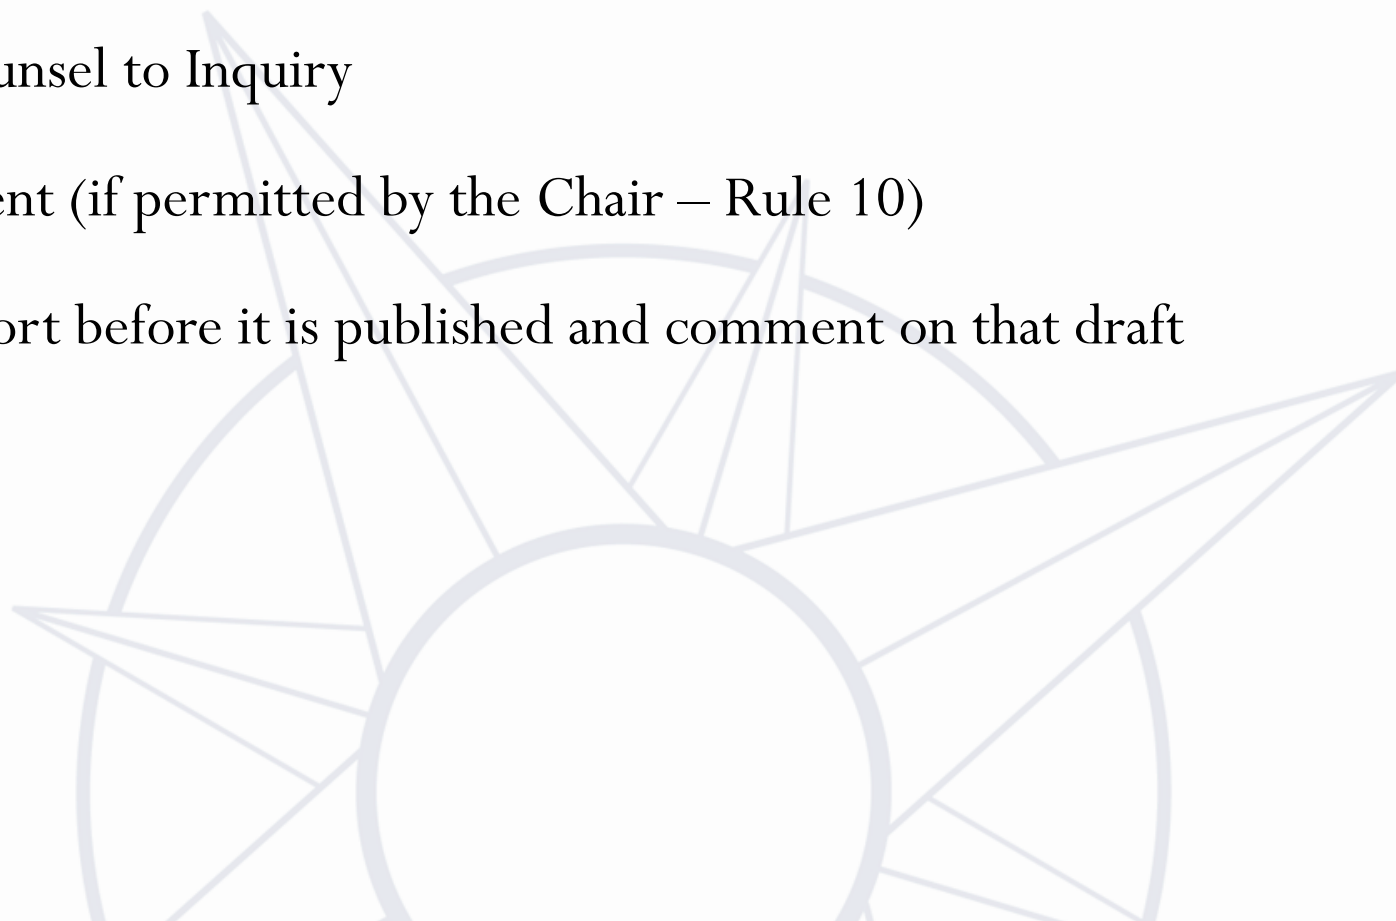 unsel to Inquiry
ent (if permitted by the Chair – Rule 10)
ort before it is published and comment on that draft